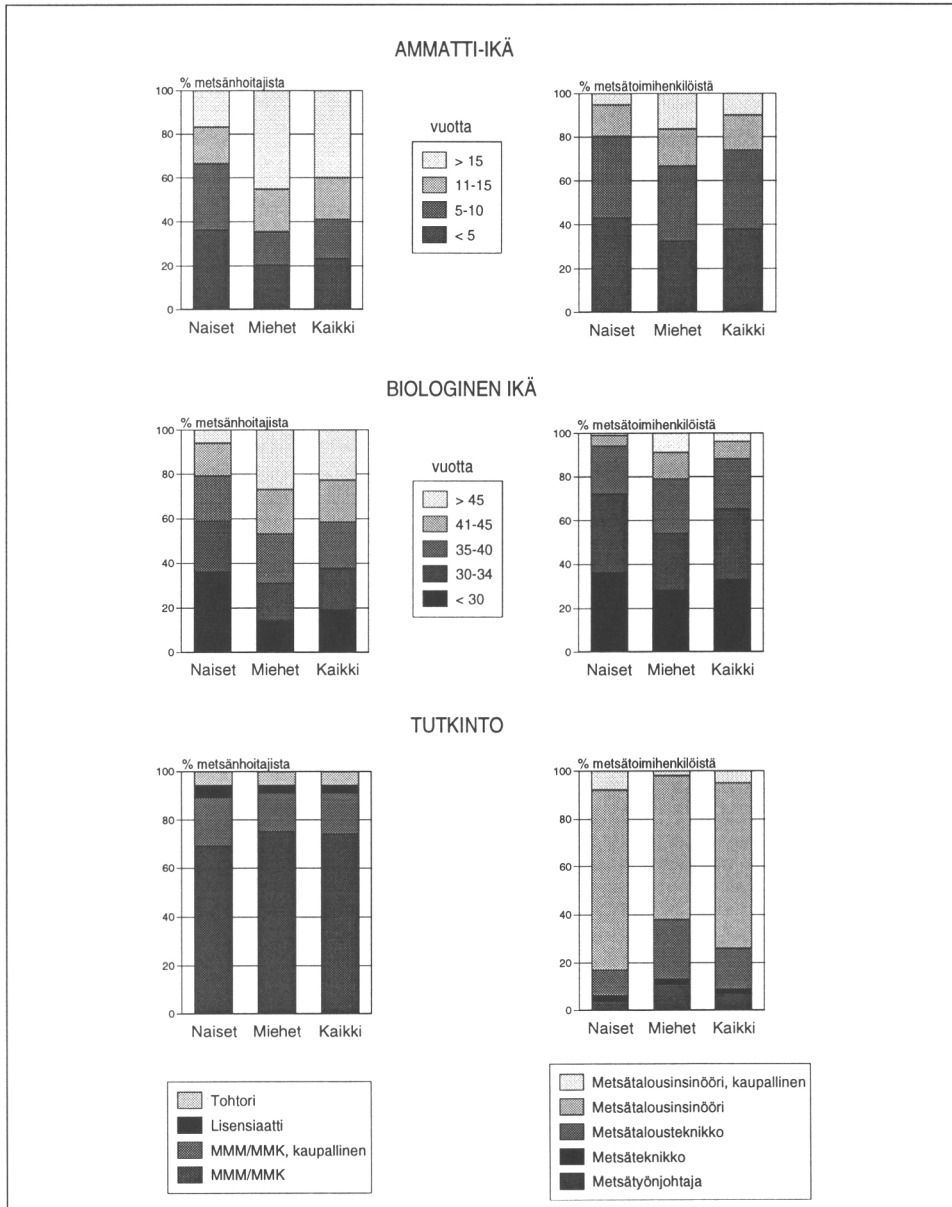 AMMATTI-IKÄ
% metsänhoitajista
100
80
60
40
20
0
Naiset Miehet Kaikki
vuotta
> 15
11-15
5-10
< 5
% metsätoimihenkilöistä
100
80
60
40
20
0
Naiset Miehet Kaikki
BIOLOGINEN IKÄ
% metsänhoitajista
100
80
60
40
20
0
Naiset Miehet Kaikki
vuotta
> 45
41-45
35-40
30-34
< 30
% metsätoimihenkilöistä
100
80
60
40
20
0
Naiset Miehet Kaikki
TUTKINTO
% metsänhoitajista
100
80
60
40
20
0
Naiset Miehet Kaikki
% metsätoimihenkilöistä
100
80
60
40
20
0
Naiset Miehet Kaikki
Tohtori
Lisensiaatti
MMM/MMK, kaupallinen
MMM/MMK
Metsätalousinsinööri, kaupallinen
Metsätalousinsinööri
Metsätalousteknikko
Metsäteknikko
Metsätyönjohtaja